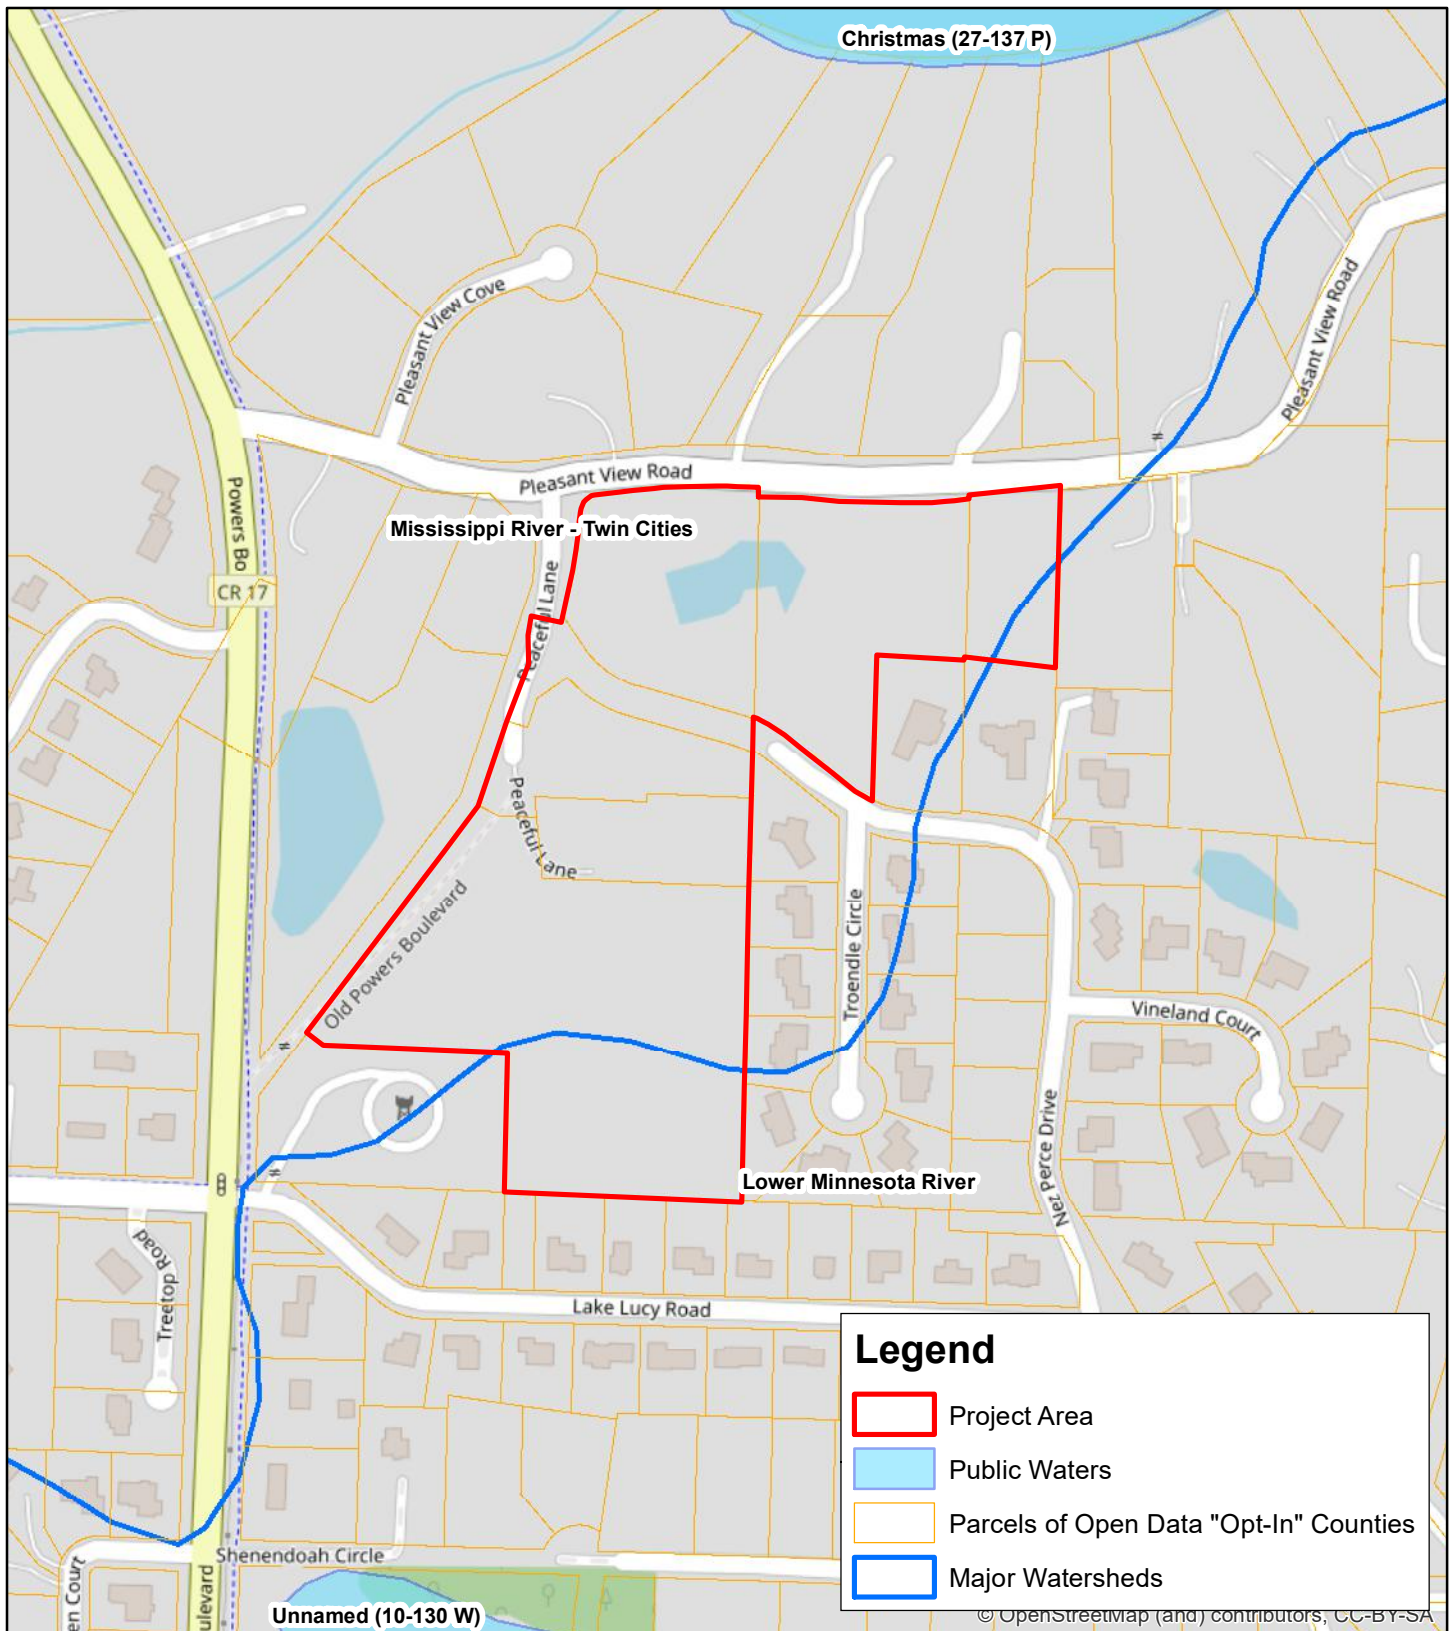 Christmas (27-137 P)
Pleasant View Cove
Pleasant View Road
Pleasant View Road
Powers Bo
Mississippi River - Twin Cities
CR 17
Peaceful Lane
Peaceful Lane
Old Powers Boulevard
Troendle Circle
Vineland Court
Nez Perce Drive
Lower Minnesota River
Treetop Road
Lake Lucy Road
Legend
Project Area
Public Waters
Parcels of Open Data "Opt-In" Counties
Major Watersheds
Shenendoah Circle
en Court
ulevard
Unnamed (10-130 W)
© OpenStreetMap (and) contributors, CC-BY-SA